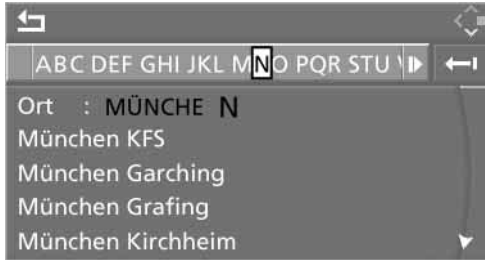 ABC DEF GHI JKL MNO PQR STU V
Ort : MÜNCHE N
München KFS
München Garching
München Grafing
München Kirchheim